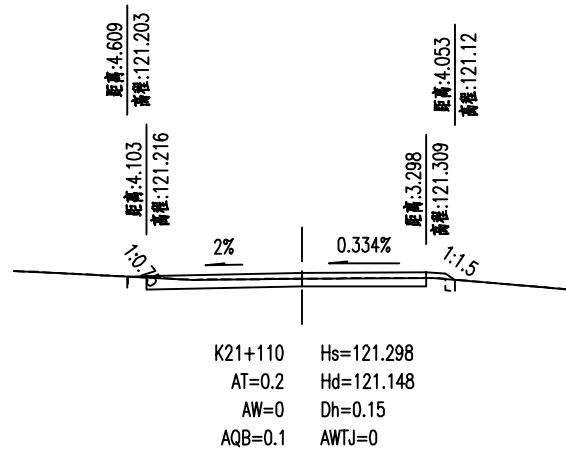 距离:4.609
高程:121.203
距离:4.053
高程:121.12
距离:4.103
高程:121.216
距离:3.298
高程:121.309
1:0.75
2%
0.334%
1:1.5
K21+110 Hs=121.298
AT=0.2 Hd=121.148
AW=0 Dh=0.15
AQB=0.1 AWTJ=0